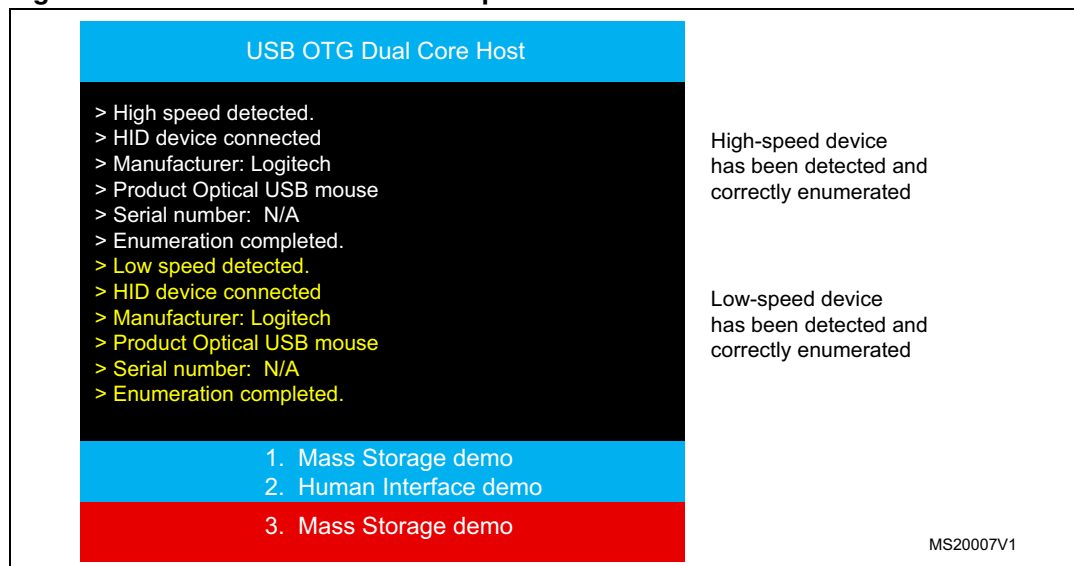 USB OTG Dual Core Host
> High speed detected.
> HID device connected
> Manufacturer: Logitech
> Product Optical USB mouse
> Serial number:  N/A
> Enumeration completed.
> Low speed detected.
> HID device connected
> Manufacturer: Logitech
> Product Optical USB mouse
> Serial number:  N/A
> Enumeration completed.
High-speed device
has been detected and
correctly enumerated
Low-speed device
has been detected and
correctly enumerated
1.  Mass Storage demo
2.  Human Interface demo
3.  Mass Storage demo
MS20007V1